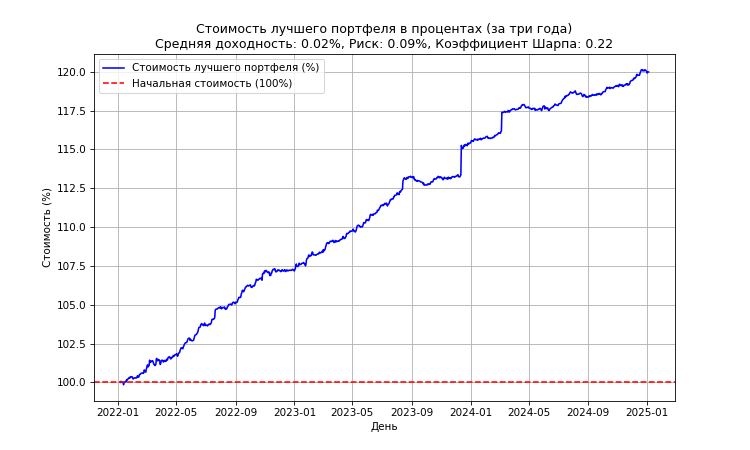 Стоимость лучшего портфеля в процентах (за три года)
Средняя доходность: 0.02%, Риск: 0.09%, Коэффициент Шарпа: 0.22
Стоимость лучшего портфеля (%)
Начальная стоимость (100%)
Стоимость (%)
120.0
117.5
115.0
112.5
110.0
107.5
105.0
102.5
100.0
2022-01 2022-05 2022-09 2023-01 2023-05 2023-09 2024-01 2024-05 2024-09 2025-01
День